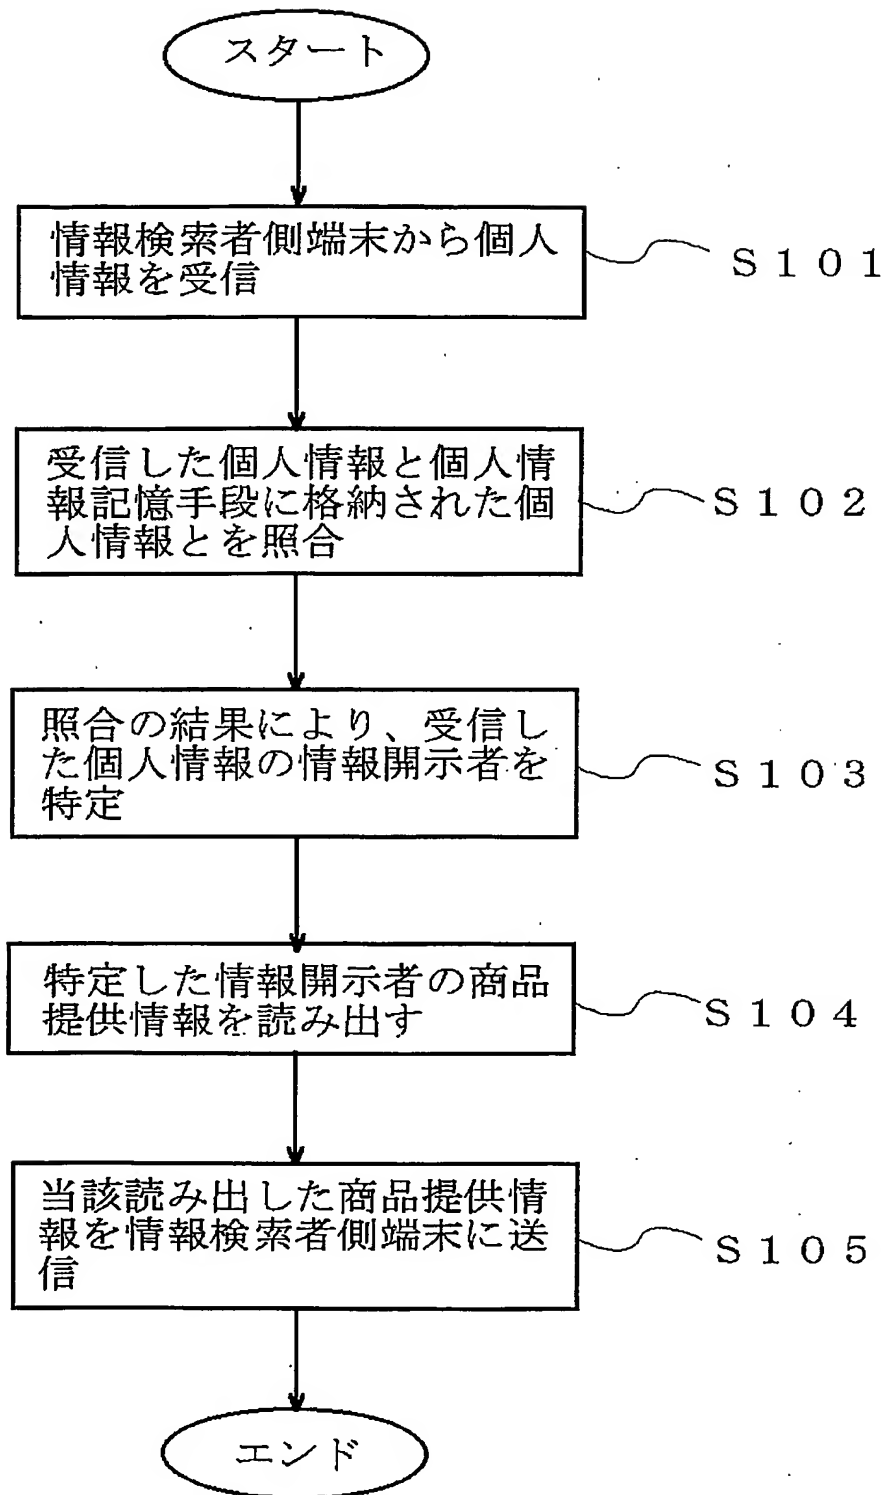 スタート
情報検索者側端末から個人
情報を受信
S101
受信した個人情報と個人情
報記憶手段に格納された個
人情報とを照合
S102
照合の結果により、受信し
た個人情報の情報開示者を
特定
S103
特定した情報開示者の商品
提供情報を読み出す
S104
当該読み出した商品提供情
報を情報検索者側端末に送
信
S105
エンド